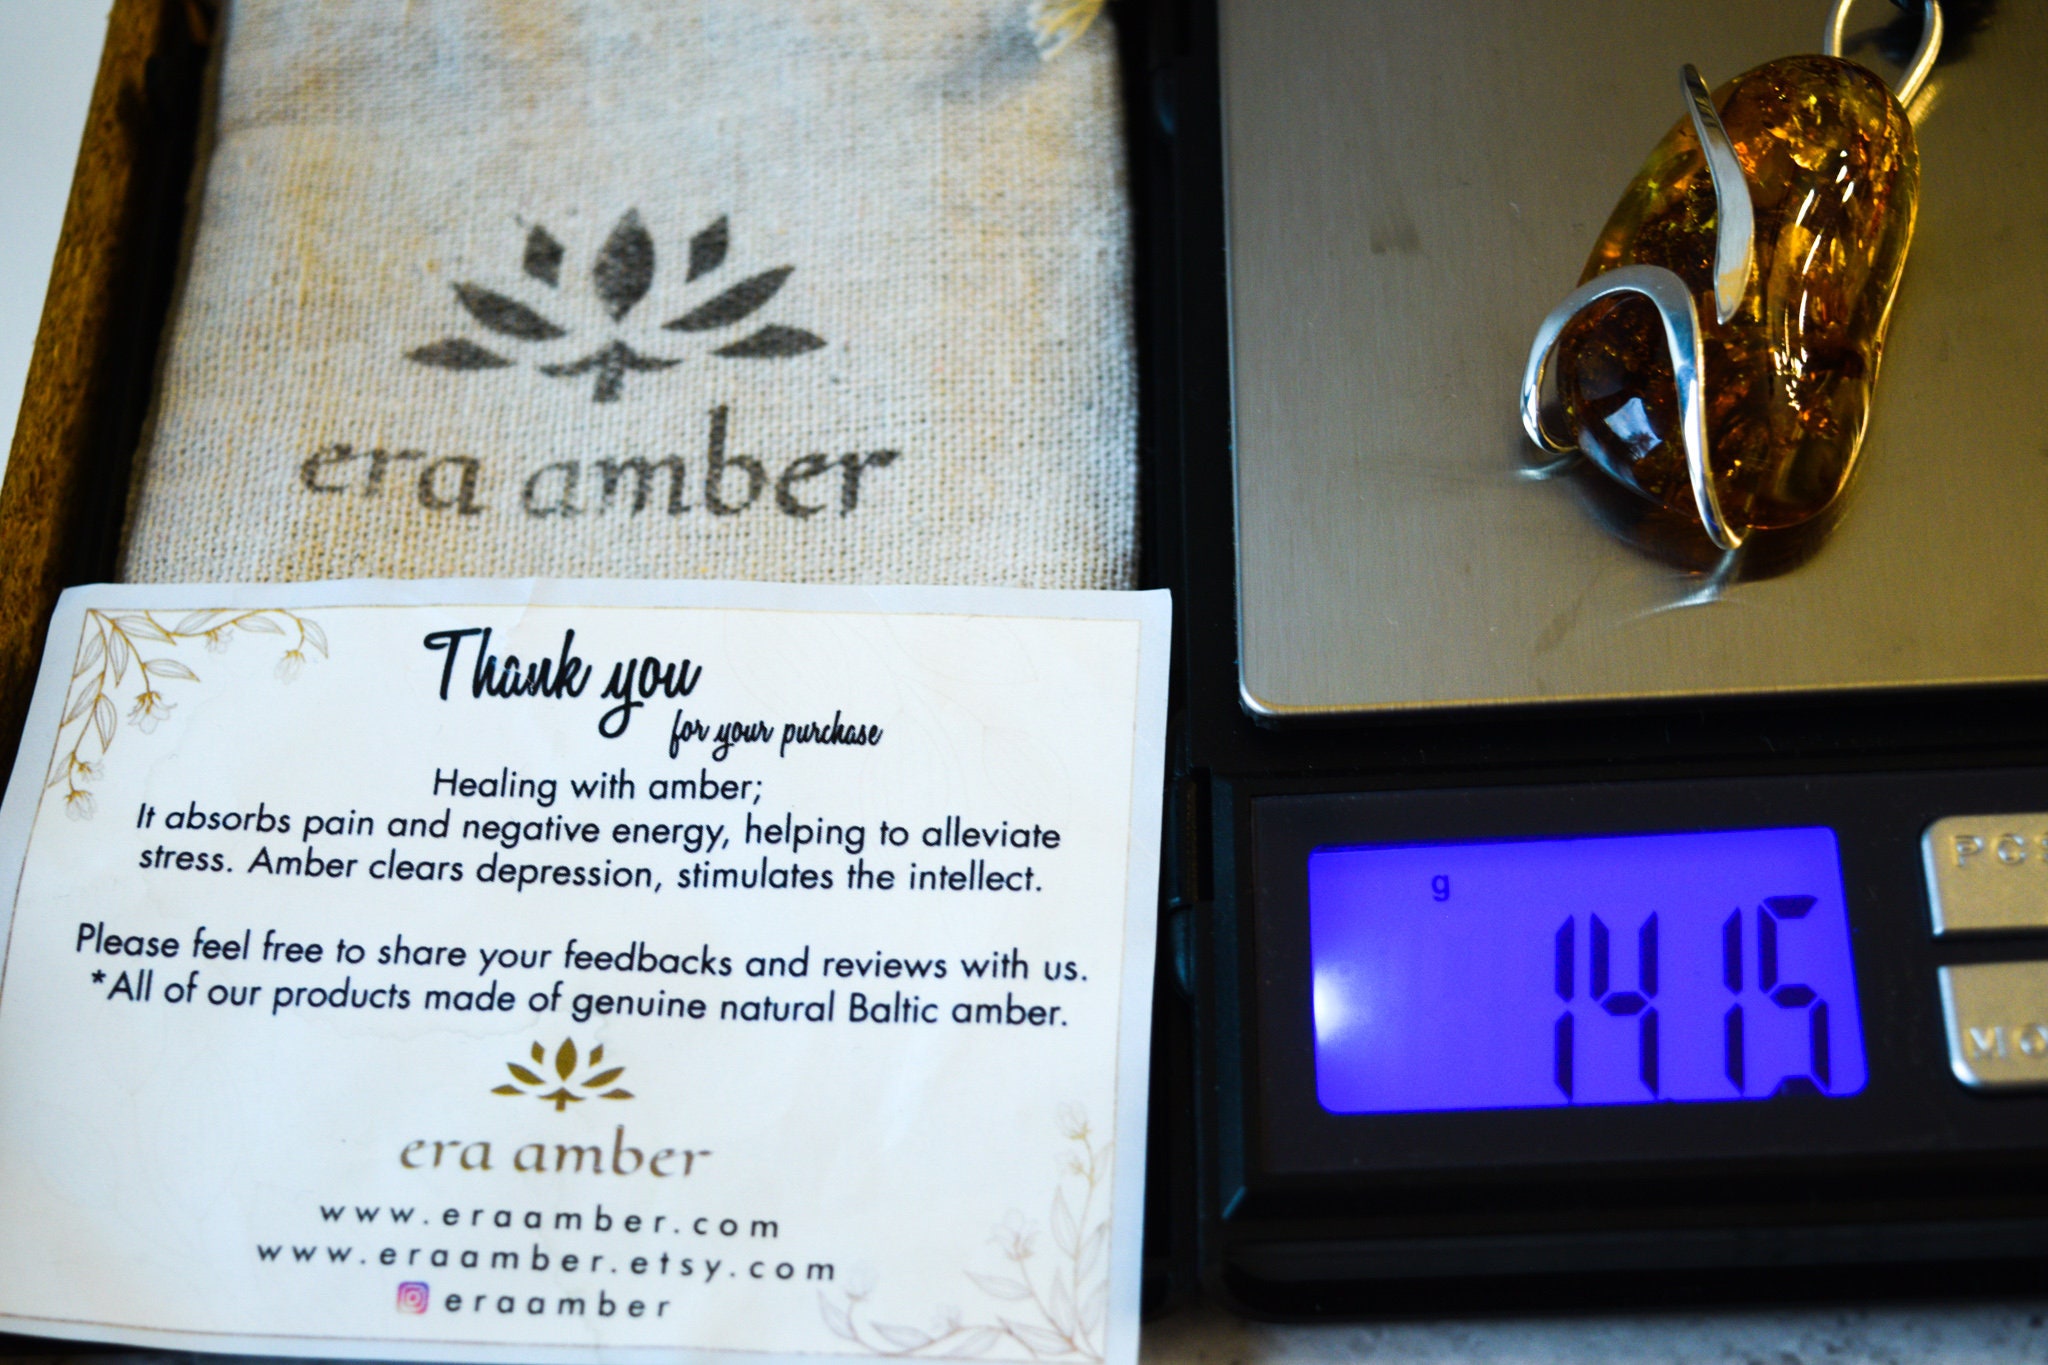 era amber
Thank you
for your purchase
Healing with amber;
It absorbs pain and negative energy, helping to alleviate
stress. Amber clears depression, stimulates the intellect.
Please feel free to share your feedbacks and reviews with us.
*All of our products made of genuine natural Baltic amber.
era amber
www.eraamber.com
www.eraamber.etsy.com
eraamber
g
14.15